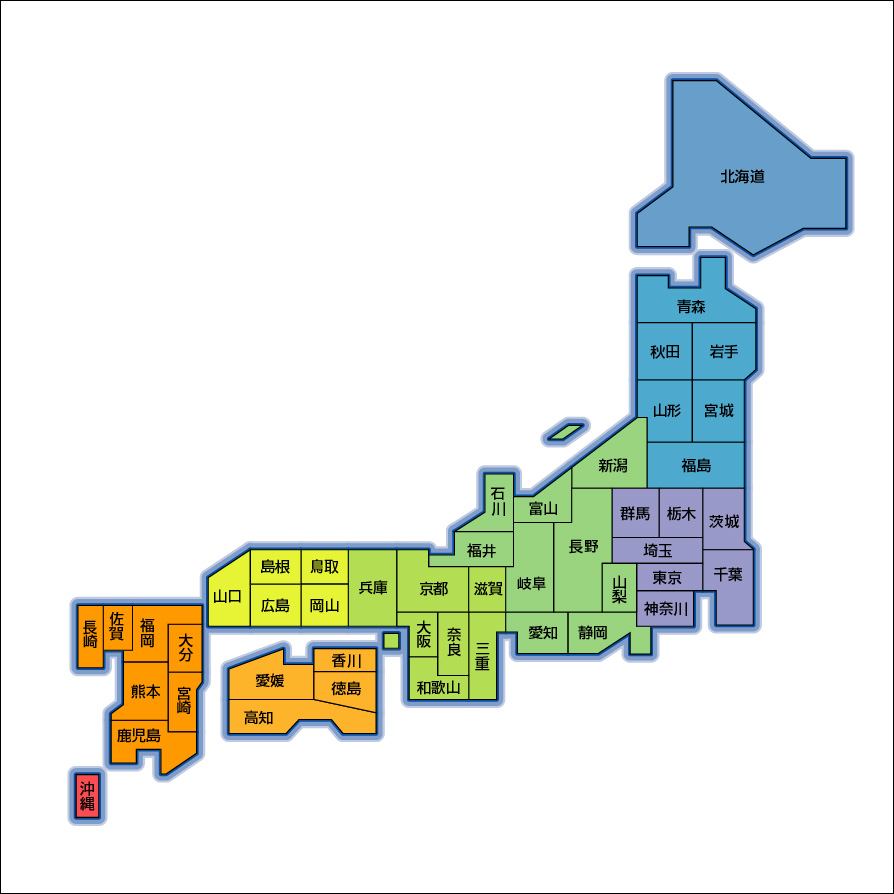 北海道
青森
秋田
岩手
山形
宮城
新潟
福島
石川
富山
群馬
栃木
茨城
福井
長野
埼玉
岐阜
山梨
東京
千葉
神奈川
愛知
静岡
島根
鳥取
兵庫
京都
滋賀
山口
広島
岡山
大阪
奈良
三重
和歌山
香川
愛媛
徳島
高知
長崎
佐賀
福岡
大分
熊本
宮崎
鹿児島
沖縄